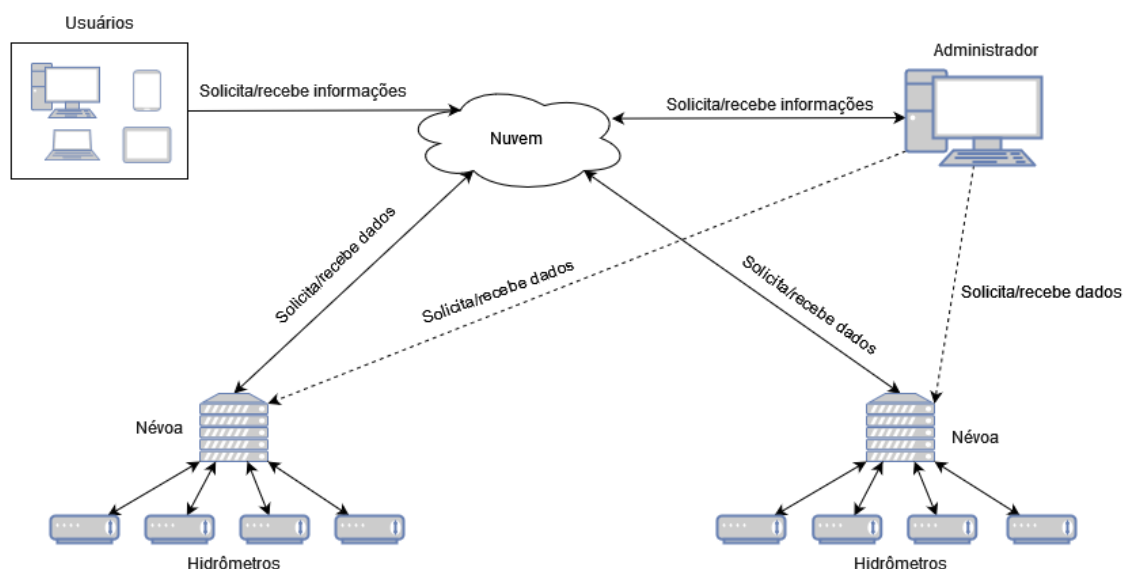 Usuários
Administrador
Solicita/recebe informações
Solicita/recebe informações
Nuvem
Solicita/recebe dados
Solicita/recebe dados
Solicita/recebe dados
Solicita/recebe dados
Névoa
Névoa
Hidrômetros
Hidrômetros